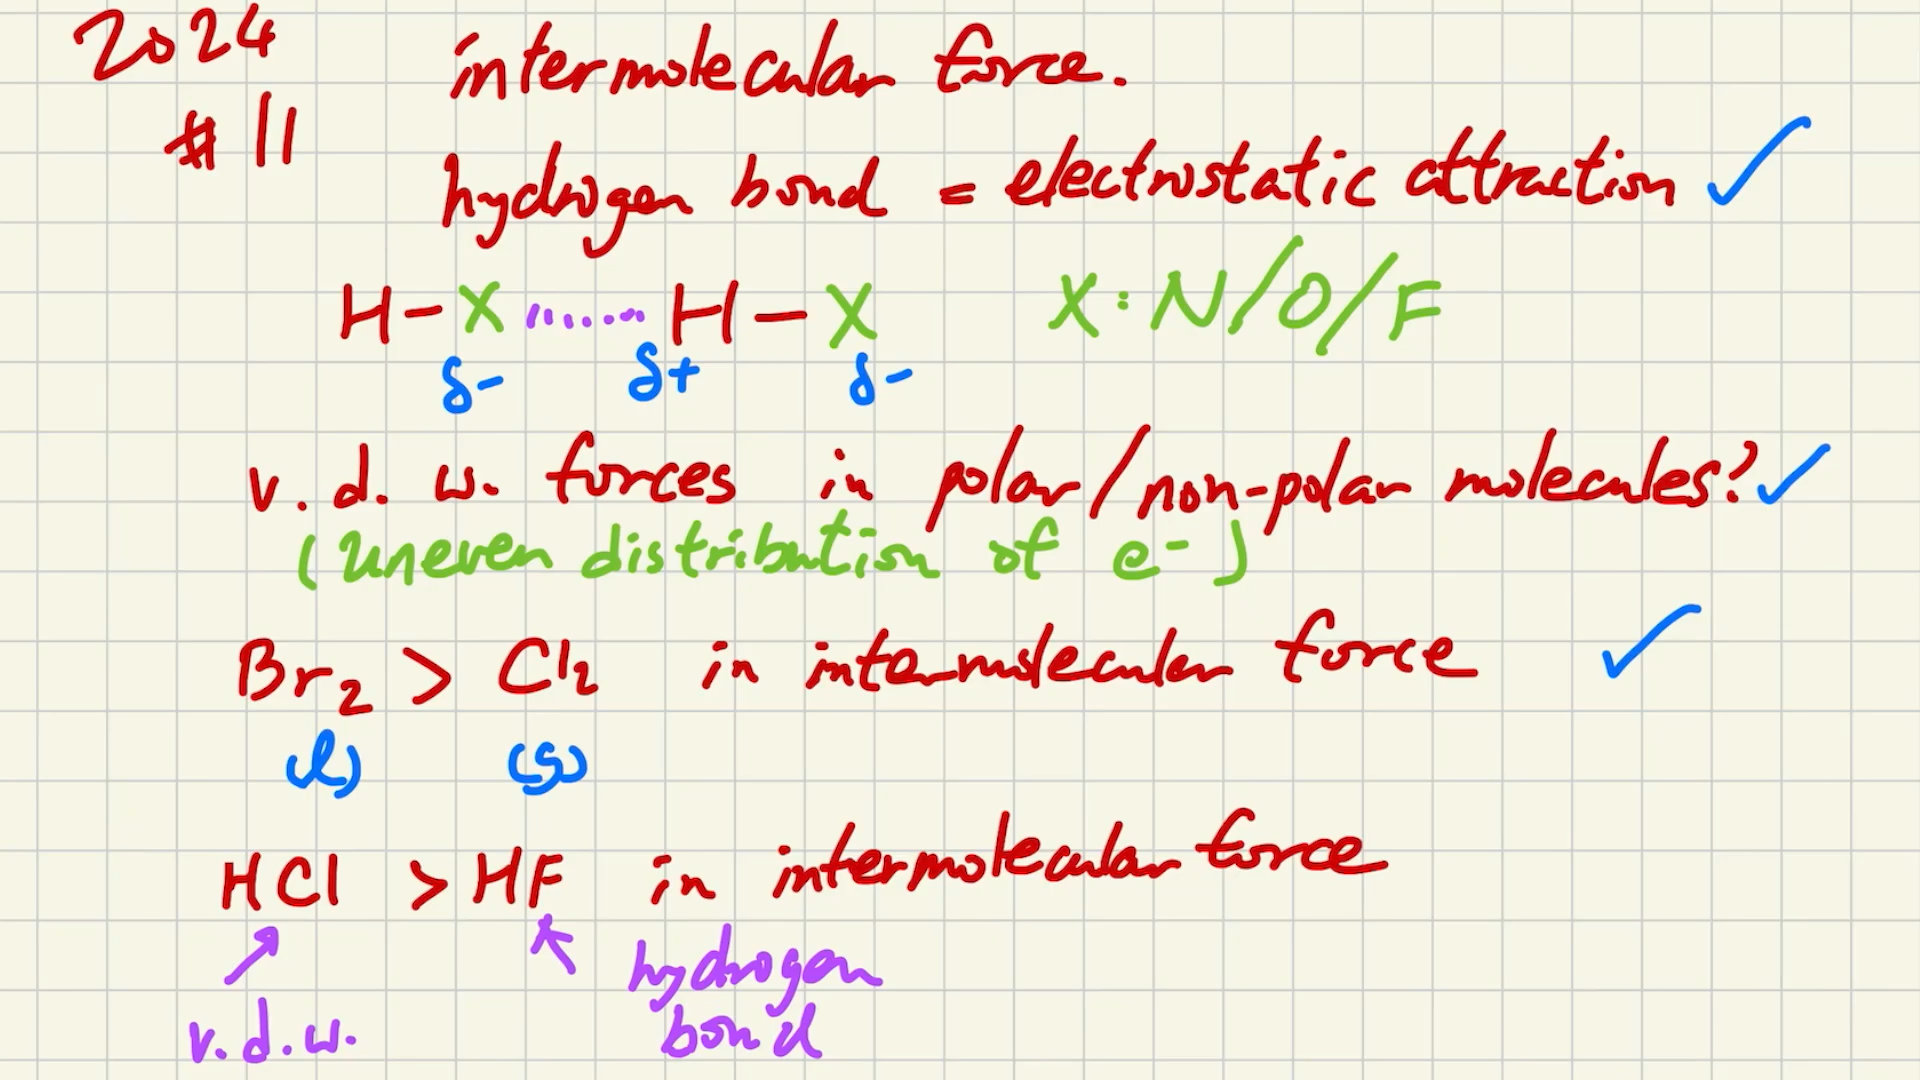 2024
#11
intermolecular force.
hydrogen bond = electrostatic attraction ✓
H-X ....... H-X X: N/O/F
δ- δ+ δ-
v.d.w. forces in polar/non-polar molecules? ✓
(uneven distribution of e-)
Br₂ > Cl₂ in intermolecular force ✓
(l) (g)
HCl > HF in intermolecular force
v.d.w. hydrogen
bond